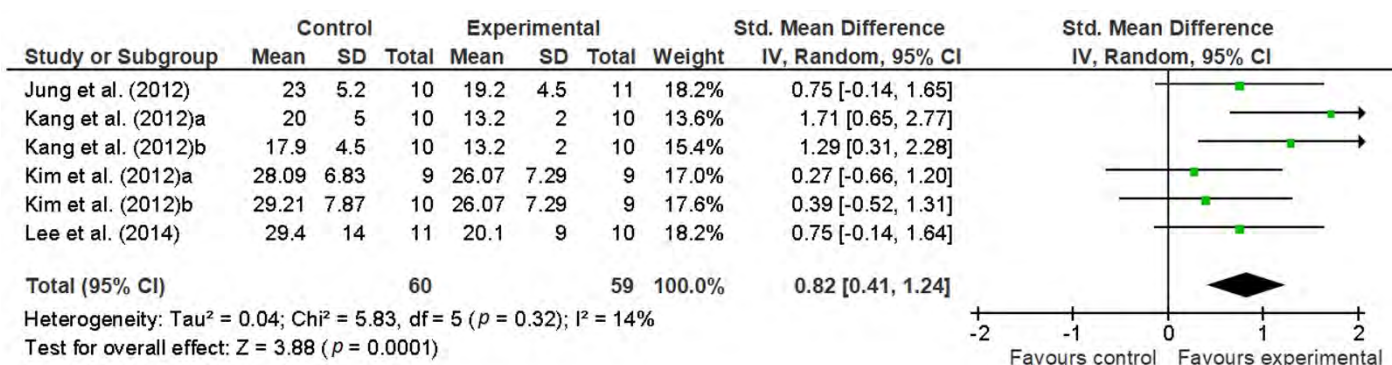 Control Experimental Std. Mean Difference Std. Mean Difference
Study or Subgroup Mean SD Total Mean SD Total Weight IV, Random, 95% CI IV, Random, 95% CI
Jung et al. (2012) 23 5.2 10 19.2 4.5 11 18.2% 0.75 [-0.14, 1.65]
Kang et al. (2012)a 20 5 10 13.2 2 10 13.6% 1.71 [0.65, 2.77]
Kang et al. (2012)b 17.9 4.5 10 13.2 2 10 15.4% 1.29 [0.31, 2.28]
Kim et al. (2012)a 28.09 6.83 9 26.07 7.29 9 17.0% 0.27 [-0.66, 1.20]
Kim et al. (2012)b 29.21 7.87 10 26.07 7.29 9 17.6% 0.39 [-0.52, 1.31]
Lee et al. (2014) 29.4 14 11 20.1 9 10 18.2% 0.75 [-0.14, 1.64]
Total (95% CI) 60 59 100.0% 0.82 [0.41, 1.24]
Heterogeneity: Tau² = 0.04; Chi² = 5.83, df = 5 (p = 0.32); I² = 14%
Test for overall effect: Z = 3.88 (p = 0.0001)
-2 -1 0 1 2
Favours control Favours experimental